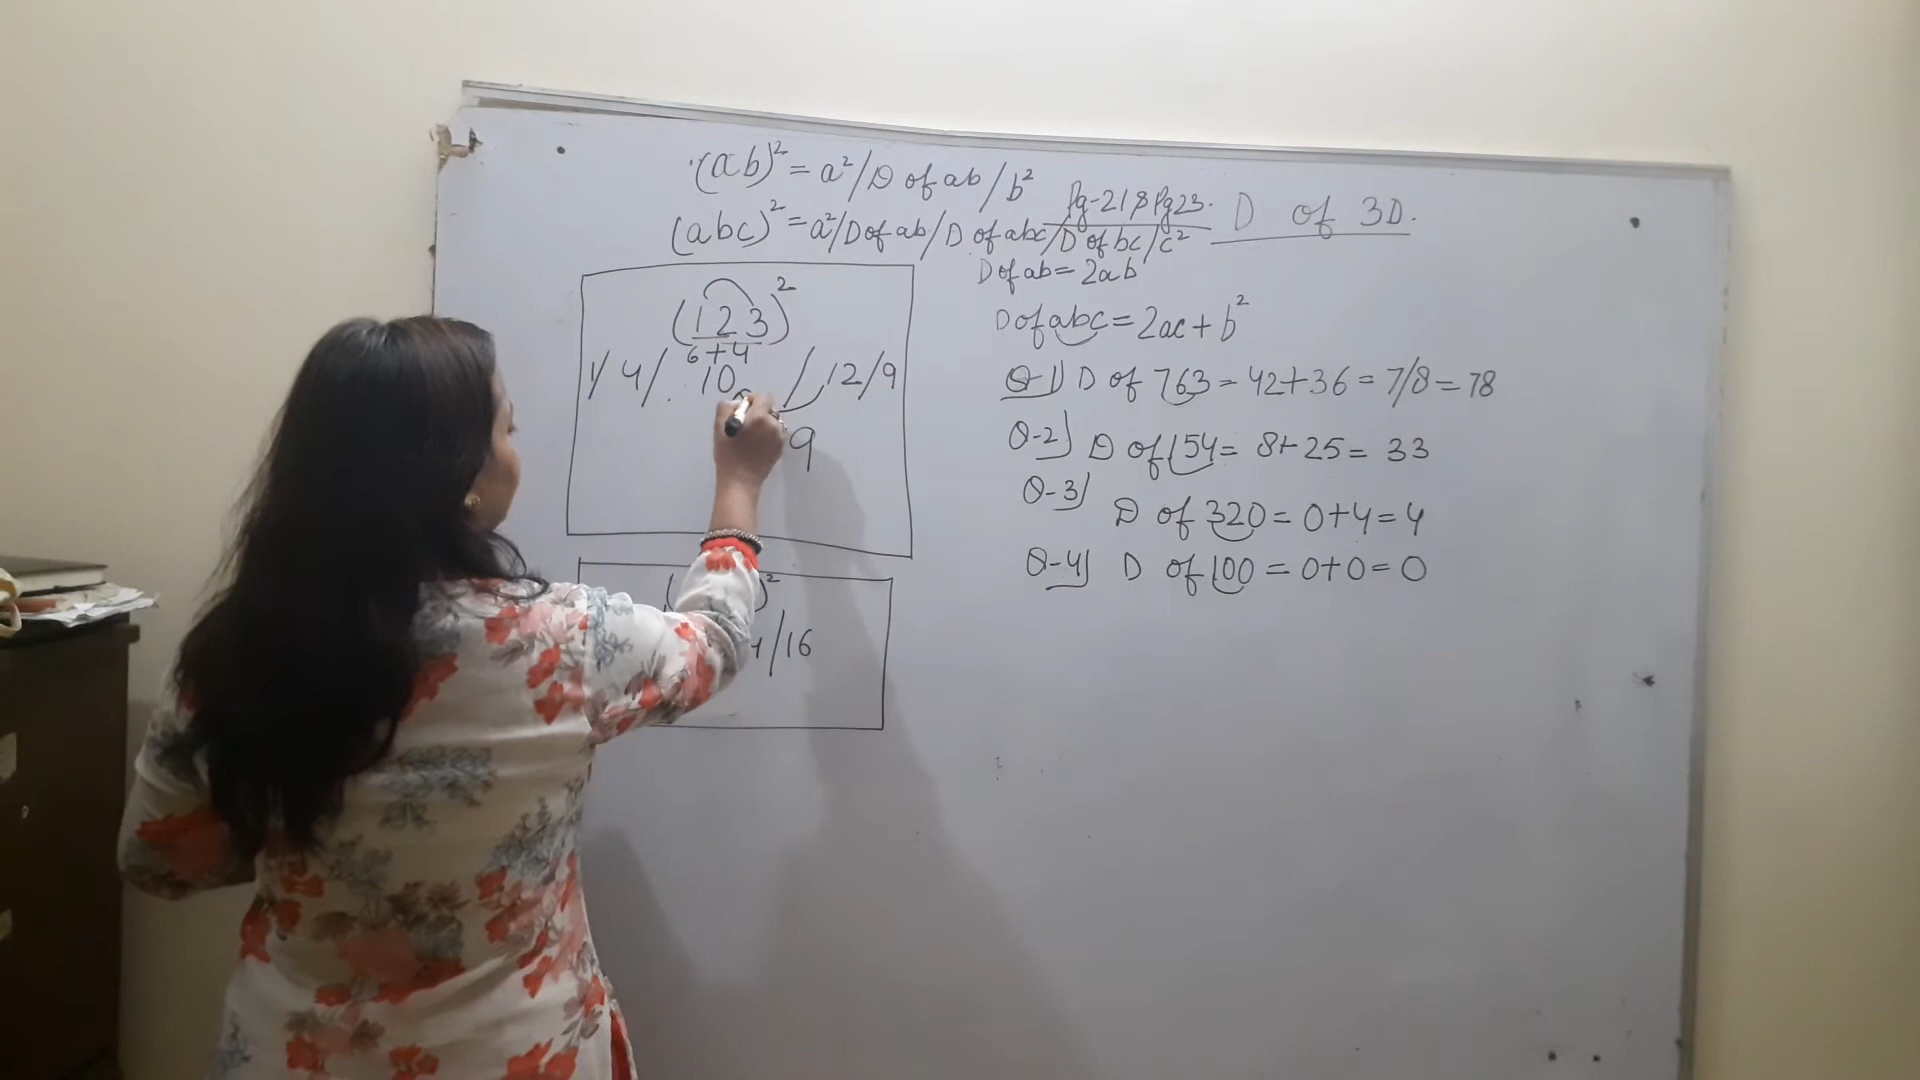 (ab)² = a²/D of ab/b²
Pg-21 & Pg23.
D of 3D.
(abc)² = a²/D of ab/D of abc/D of bc/c²
D of ab = 2ab
(123)²
6+4
1/ 4/ 10 / 12/9
9
D of abc = 2ac + b²
Q-1) D of 763 = 42+36 = 7/8 = 78
Q-2) D of 154 = 8+25 = 33
Q-3) D of 320 = 0+4 = 4
Q-4) D of 100 = 0+0 = 0
( )²
/16